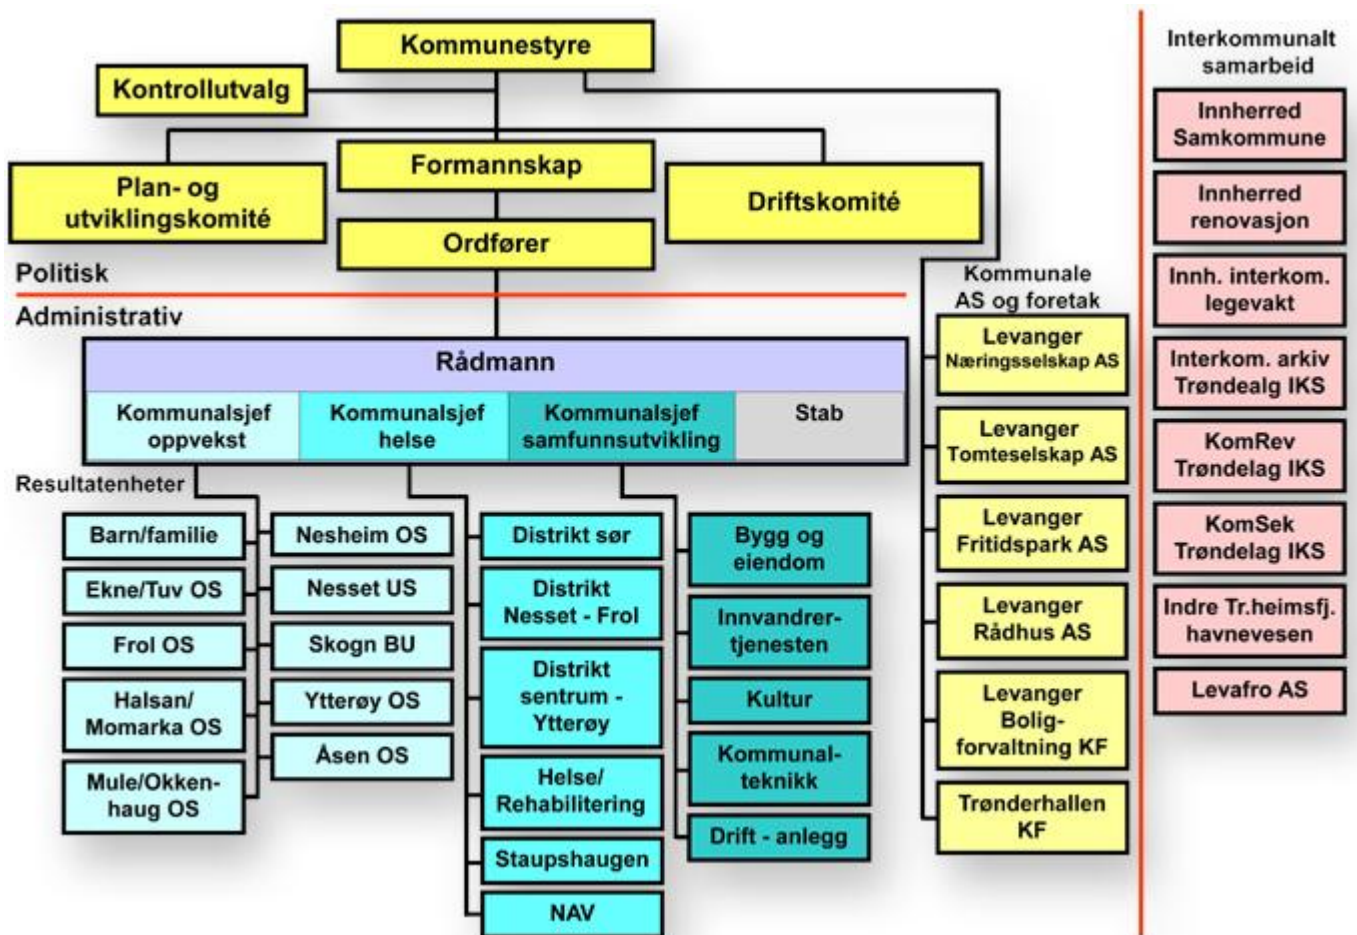 Kommunestyre
Kontrollutvalg
Plan- og
utviklingskomité
Formannskap
Driftskomité
Ordfører
Politisk
Administrativ
Rådmann
Kommunalsjef
oppvekst
Kommunalsjef
helse
Kommunalsjef
samfunnsutvikling
Stab
Resultatenheter
Barn/familie
Ekne/Tuv OS
Frol OS
Halsan/
Momarka OS
Mule/Okken-
haug OS
Nesheim OS
Nesset US
Skogn BU
Ytterøy OS
Åsen OS
Distrikt sør
Distrikt
Nesset - Frol
Distrikt
sentrum -
Ytterøy
Helse/
Rehabilitering
Staupshaugen
NAV
Bygg og
eiendom
Innvandrer-
tjenesten
Kultur
Kommunal-
teknikk
Drift - anlegg
Kommunale
AS og foretak
Levanger
Næringsselskap AS
Levanger
Tomteselskap AS
Levanger
Fritidspark AS
Levanger
Rådhus AS
Levanger
Bolig-
forvaltning KF
Trønderhallen
KF
Interkommunalt
samarbeid
Innherred
Samkommune
Innherred
renovasjon
Innh. interkom.
legevakt
Interkom. arkiv
Trøndealg IKS
KomRev
Trøndelag IKS
KomSek
Trøndelag IKS
Indre Tr.heimsfj.
havnevesen
Levafro AS